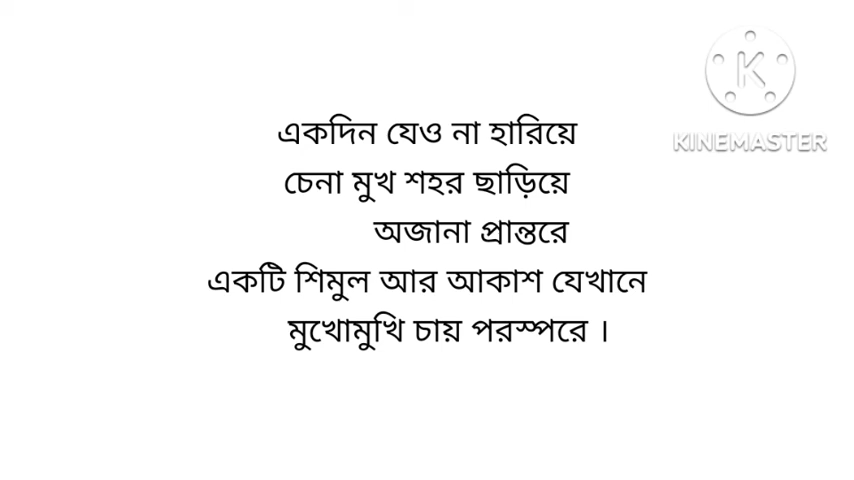 একদিন যেও না হারিয়ে
চেনা মুখ শহর ছাড়িয়ে
অজানা প্রান্তরে
একটি শিমুল আর আকাশ যেখানে
মুখোমুখি চায় পরস্পরে ।
K
KINEMASTER